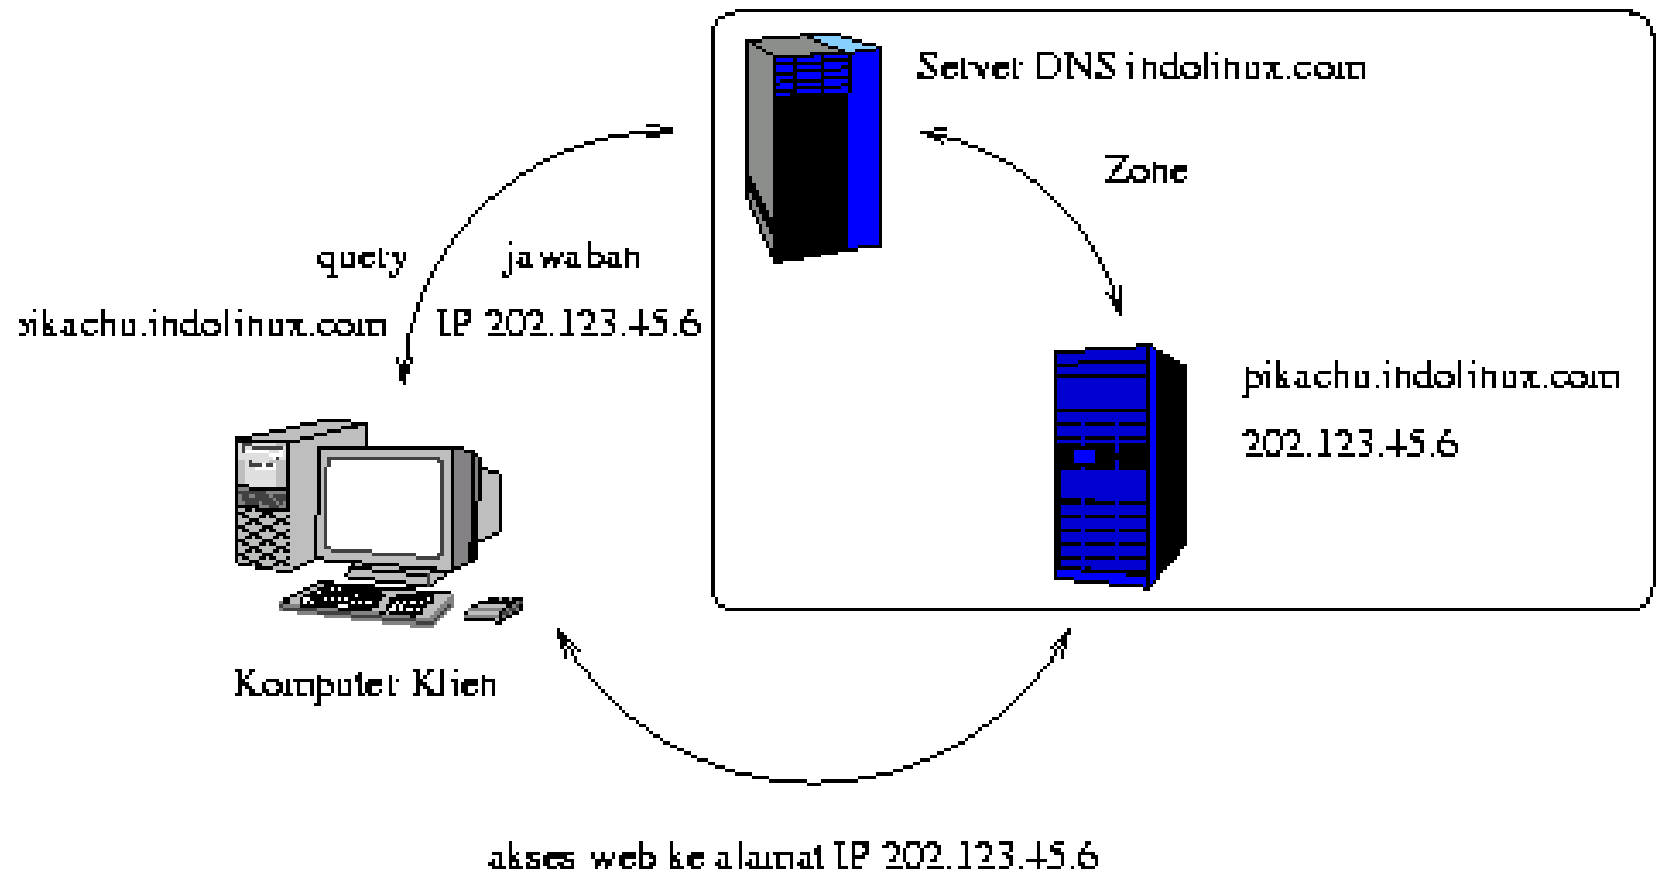 Server DNS indolinux.com
Zone
query
jawaban
pikachu.indolinux.com
IP 202.123.45.6
pikachu.indolinux.com
202.123.45.6
Komputer Klien
akses web ke alamat IP 202.123.45.6